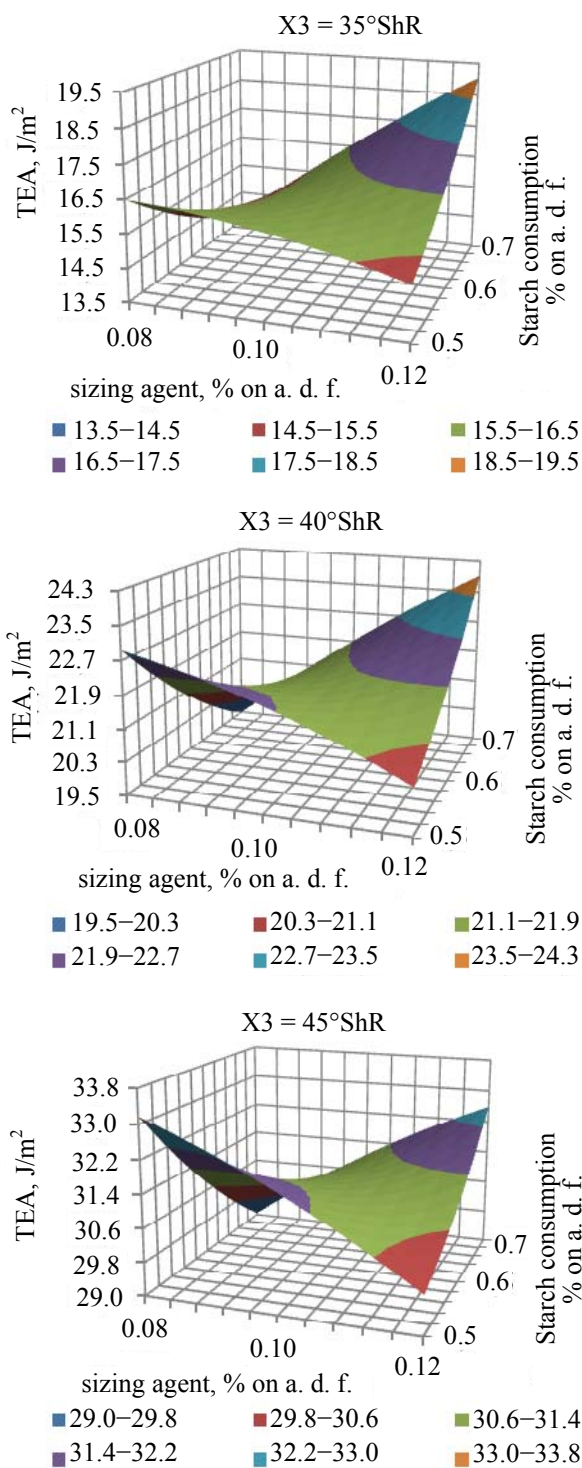 X3 = 35°ShR
TEA, J/m²
19.5
18.5
17.5
16.5
15.5
14.5
13.5
0.08
0.10
0.12
0.5
0.6
0.7
Starch consumption
% on a. d. f.
sizing agent, % on a. d. f.
13.5−14.5 14.5−15.5 15.5−16.5
16.5−17.5 17.5−18.5 18.5−19.5
X3 = 40°ShR
TEA, J/m²
24.3
23.5
22.7
21.9
21.1
20.3
19.5
0.08
0.10
0.12
0.5
0.6
0.7
Starch consumption
% on a. d. f.
sizing agent, % on a. d. f.
19.5−20.3 20.3−21.1 21.1−21.9
21.9−22.7 22.7−23.5 23.5−24.3
X3 = 45°ShR
TEA, J/m²
33.8
33.0
32.2
31.4
30.6
29.8
29.0
0.08
0.10
0.12
0.5
0.6
0.7
Starch consumption
% on a. d. f.
sizing agent, % on a. d. f.
29.0−29.8 29.8−30.6 30.6−31.4
31.4−32.2 32.2−33.0 33.0−33.8